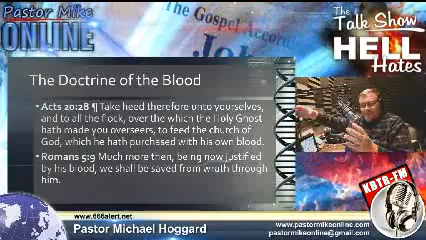 Pastor Mike
ONLINE
The Gospel Accord
John
The
Talk Show
HELL
Hates
The Doctrine of the Blood
• Acts 20:28 ¶ Take heed therefore unto yourselves,
and to all the flock, over the which the Holy Ghost
hath made you overseers, to feed the church of
God, which he hath purchased with his own blood.
• Romans 5:9 Much more then, being now justified
by his blood, we shall be saved from wrath through
him.
KBTB-FM
www.666alert.net
Pastor Michael Hoggard
www.pastormikeonline.com
pastormikeonline@gmail.com